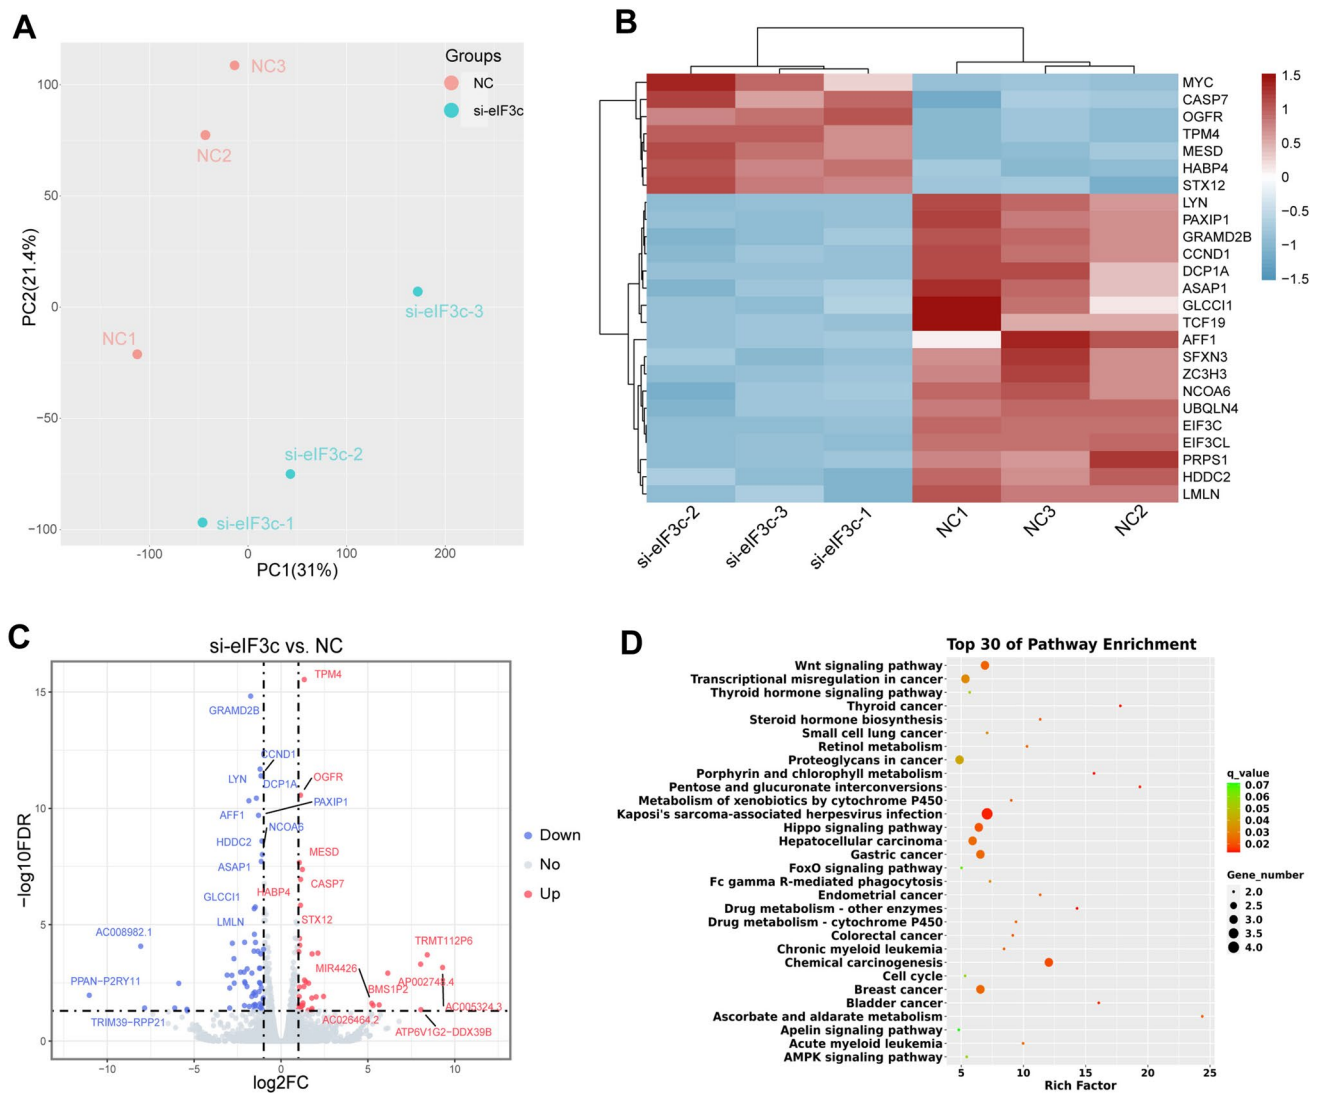 A
Groups
NC
si-eIF3c
NC3
NC2
si-eIF3c-3
NC1
si-eIF3c-2
si-eIF3c-1
100
50
0
−50
−100
PC2(21.4%)
-100
0
100
200
PC1(31%)
B
MYC
CASP7
OGFR
TPM4
MESD
HABP4
STX12
LYN
PAXIP1
GRAMD2B
CCND1
DCP1A
ASAP1
GLCCI1
TCF19
AFF1
SFXN3
ZC3H3
NCOA6
UBQLN4
EIF3C
EIF3CL
PRPS1
HDDC2
LMLN
si-eIF3c-2
si-eIF3c-3
si-eIF3c-1
NC1
NC3
NC2
1.5
1
0.5
0
−0.5
−1
−1.5
C
si-eIF3c vs. NC
TPM4
GRAMD2B
CCND1
LYN
DCP1A
OGFR
PAXIP1
AFF1
NCOA6
HDDC2
MESD
ASAP1
CASP7
HABP4
GLCCI1
STX12
LMLN
AC008982.1
TRMT112P6
MIR4426
PPAN−P2RY11
AP002748.4
BMS1P2
AC005324.3
TRIM39−RPP21
AC026464.2
ATP6V1G2−DDX39B
15
10
5
0
−log10FDR
−10
−5
0
5
10
log2FC
Down
No
Up
D
Top 30 of Pathway Enrichment
Wnt signaling pathway
Transcriptional misregulation in cancer
Thyroid hormone signaling pathway
Thyroid cancer
Steroid hormone biosynthesis
Small cell lung cancer
Retinol metabolism
Proteoglycans in cancer
Porphyrin and chlorophyll metabolism
Pentose and glucuronate interconversions
Metabolism of xenobiotics by cytochrome P450
Kaposi's sarcoma-associated herpesvirus infection
Hippo signaling pathway
Hepatocellular carcinoma
Gastric cancer
FoxO signaling pathway
Fc gamma R-mediated phagocytosis
Endometrial cancer
Drug metabolism - other enzymes
Drug metabolism - cytochrome P450
Colorectal cancer
Chronic myeloid leukemia
Chemical carcinogenesis
Cell cycle
Breast cancer
Bladder cancer
Ascorbate and aldarate metabolism
Apelin signaling pathway
Acute myeloid leukemia
AMPK signaling pathway
5
10
15
20
25
Rich Factor
q_value
0.07
0.06
0.05
0.04
0.03
0.02
Gene_number
2.0
2.5
3.0
3.5
4.0